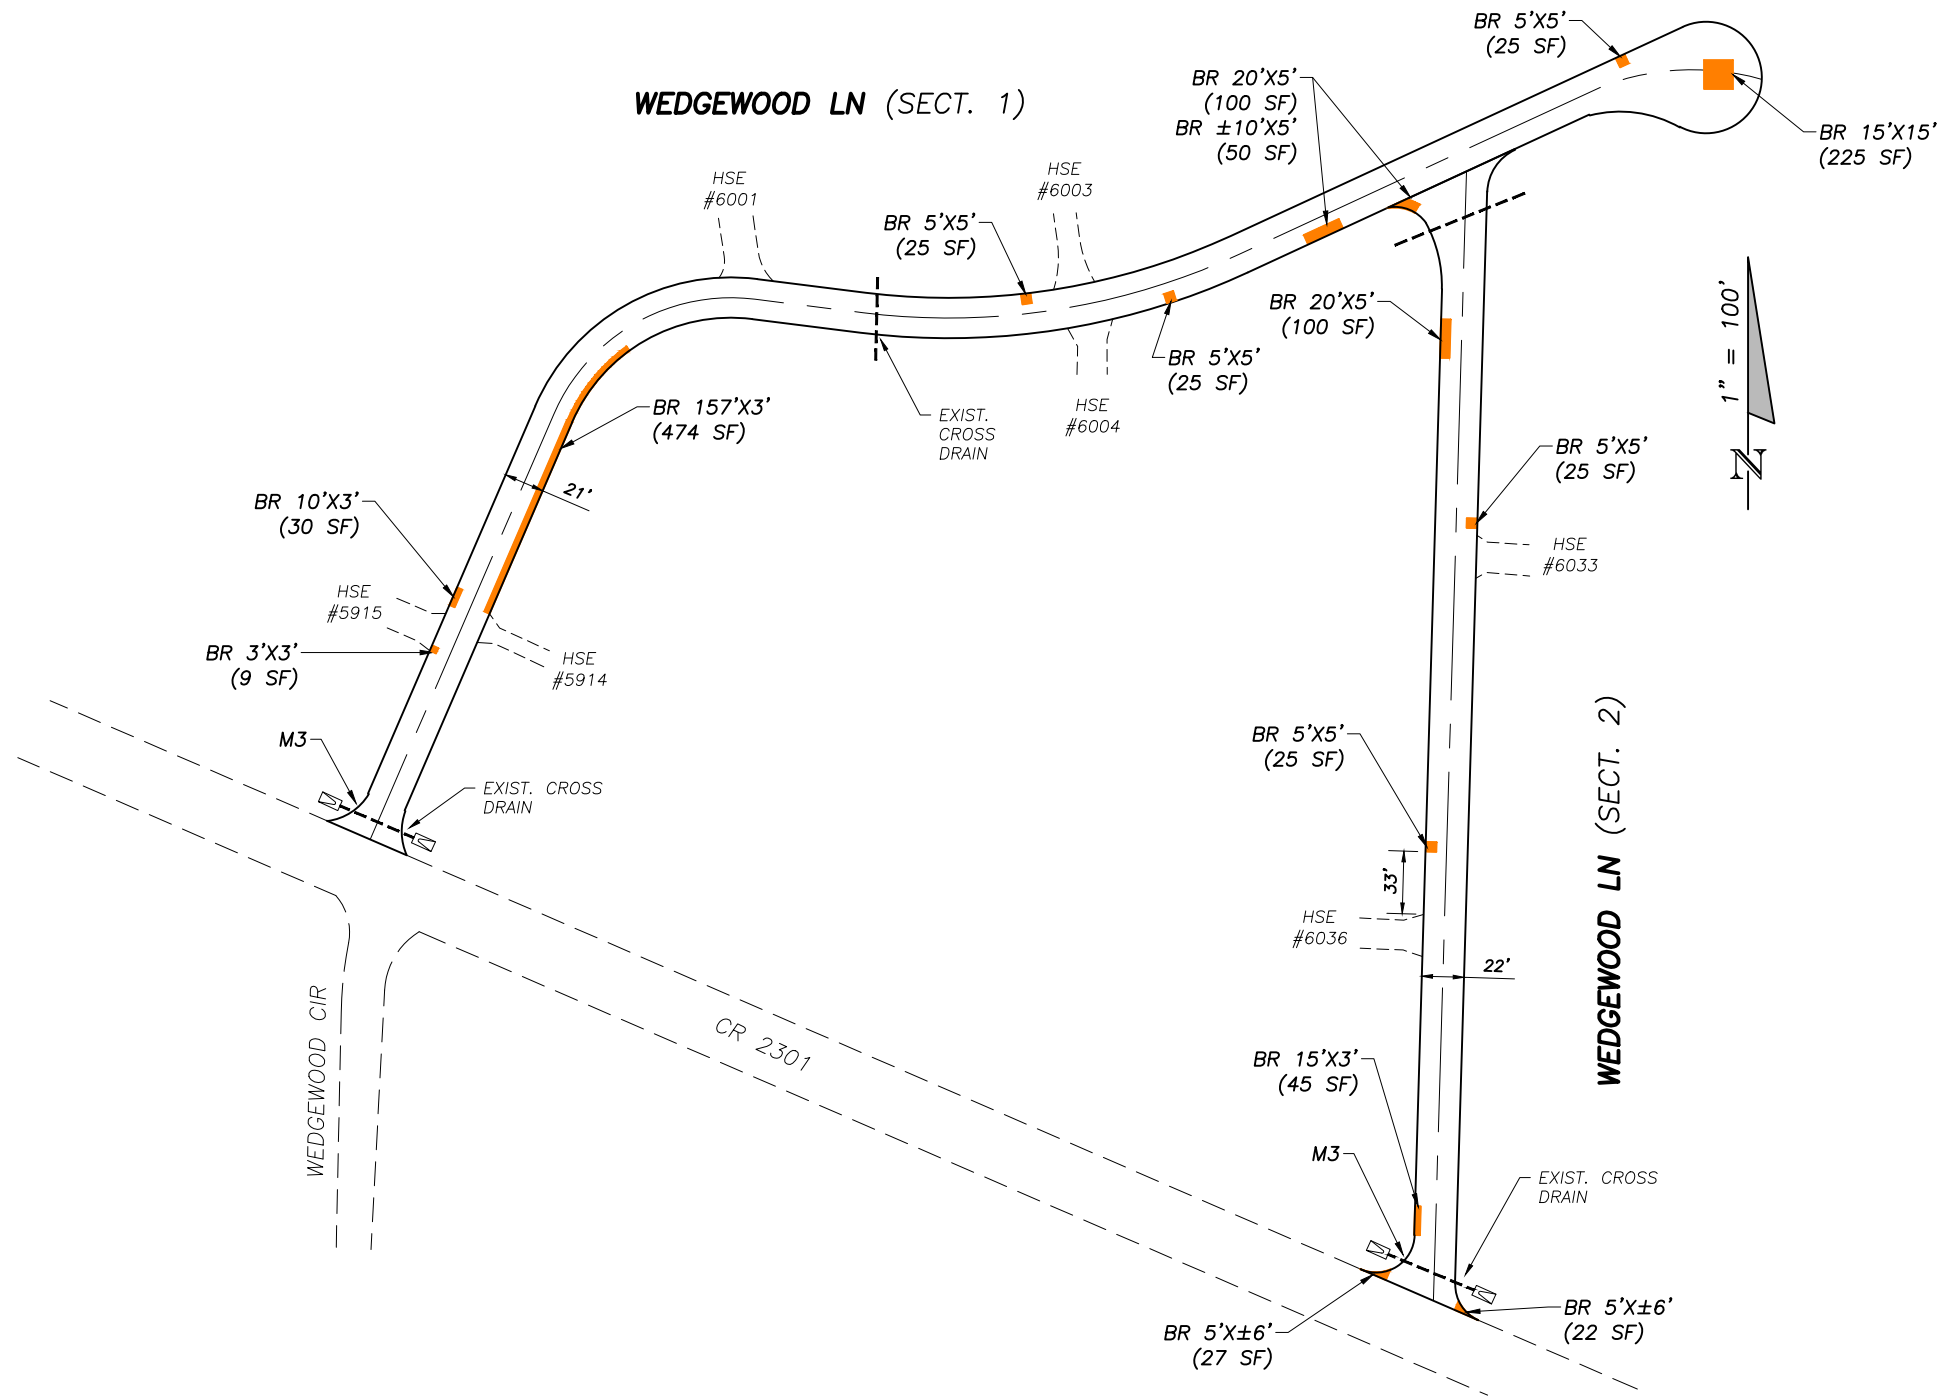 BR 5'X5'
(25 SF)
BR 20'X5'
(100 SF)
BR ±10'X5'
(50 SF)
WEDGEWOOD LN (SECT. 1)
BR 15'X15'
(225 SF)
HSE
#6001
HSE
#6003
BR 5'X5'
(25 SF)
BR 20'X5'
(100 SF)
1" = 100'
N
BR 5'X5'
(25 SF)
HSE
#6004
EXIST.
CROSS
DRAIN
BR 157'X3'
(474 SF)
21'
BR 10'X3'
(30 SF)
BR 5'X5'
(25 SF)
HSE
#6033
HSE
#5915
BR 3'X3'
(9 SF)
HSE
#5914
M3
EXIST. CROSS
DRAIN
BR 5'X5'
(25 SF)
33'
HSE
#6036
22'
WEDGEWOOD LN (SECT. 2)
WEDGEWOOD CIR
CR 2301
BR 15'X3'
(45 SF)
M3
EXIST. CROSS
DRAIN
BR 5'X±6'
(27 SF)
BR 5'X±6'
(22 SF)